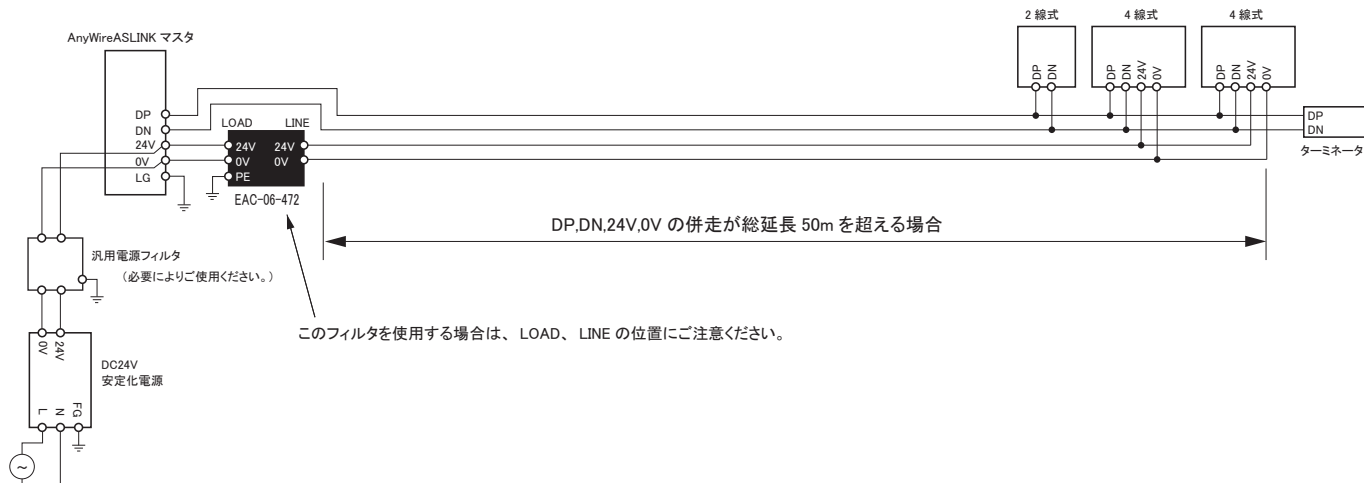 2 線式
4 線式
4 線式
AnyWireASLINK マスタ
DP
DN
DP
DN
24V
0V
DP
DN
24V
0V
DP
DN
24V
0V
LG
LOAD
LINE
24V
24V
0V
0V
PE
EAC-06-472
DP
DN
ターミネータ
DP,DN,24V,0V の併走が総延長 50m を超える場合
汎用電源フィルタ
(必要によりご使用ください。)
このフィルタを使用する場合は、 LOAD、 LINE の位置にご注意ください。
0V
24V
DC24V
安定化電源
L
N
FG
~